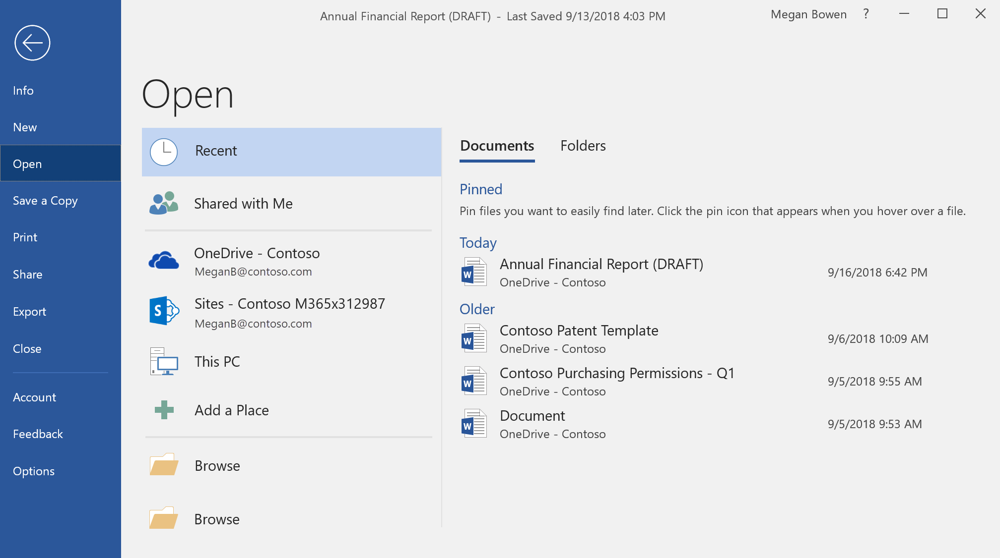 Annual Financial Report (DRAFT) - Last Saved 9/13/2018 4:03 PM
Megan Bowen ?
Info
New
Open
Save a Copy
Print
Share
Export
Close
Account
Feedback
Options
Open
Recent
Shared with Me
OneDrive - Contoso
MeganB@contoso.com
S
Sites - Contoso M365x312987
MeganB@contoso.com
This PC
Add a Place
Browse
Browse
Documents Folders
Pinned
Pin files you want to easily find later. Click the pin icon that appears when you hover over a file.
Today
W
Annual Financial Report (DRAFT)
OneDrive - Contoso
9/16/2018 6:42 PM
Older
W
Contoso Patent Template
OneDrive - Contoso
9/6/2018 10:09 AM
W
Contoso Purchasing Permissions - Q1
OneDrive - Contoso
9/5/2018 9:55 AM
W
Document
OneDrive - Contoso
9/5/2018 9:53 AM